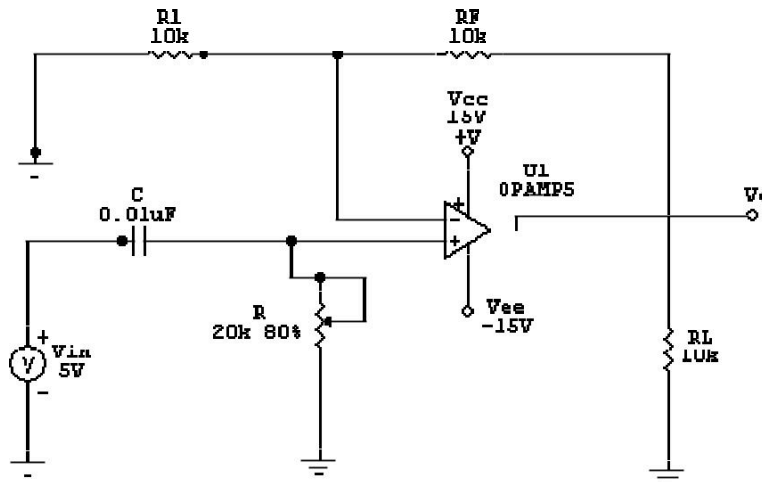 R1
10k
RF
10k
Vcc
15V
+V
U1
OPAMP5
C
0.01uF
+
-
+
R
20k 80%
Vee
-15V
RL
10k
+
V
-
Vin
5V